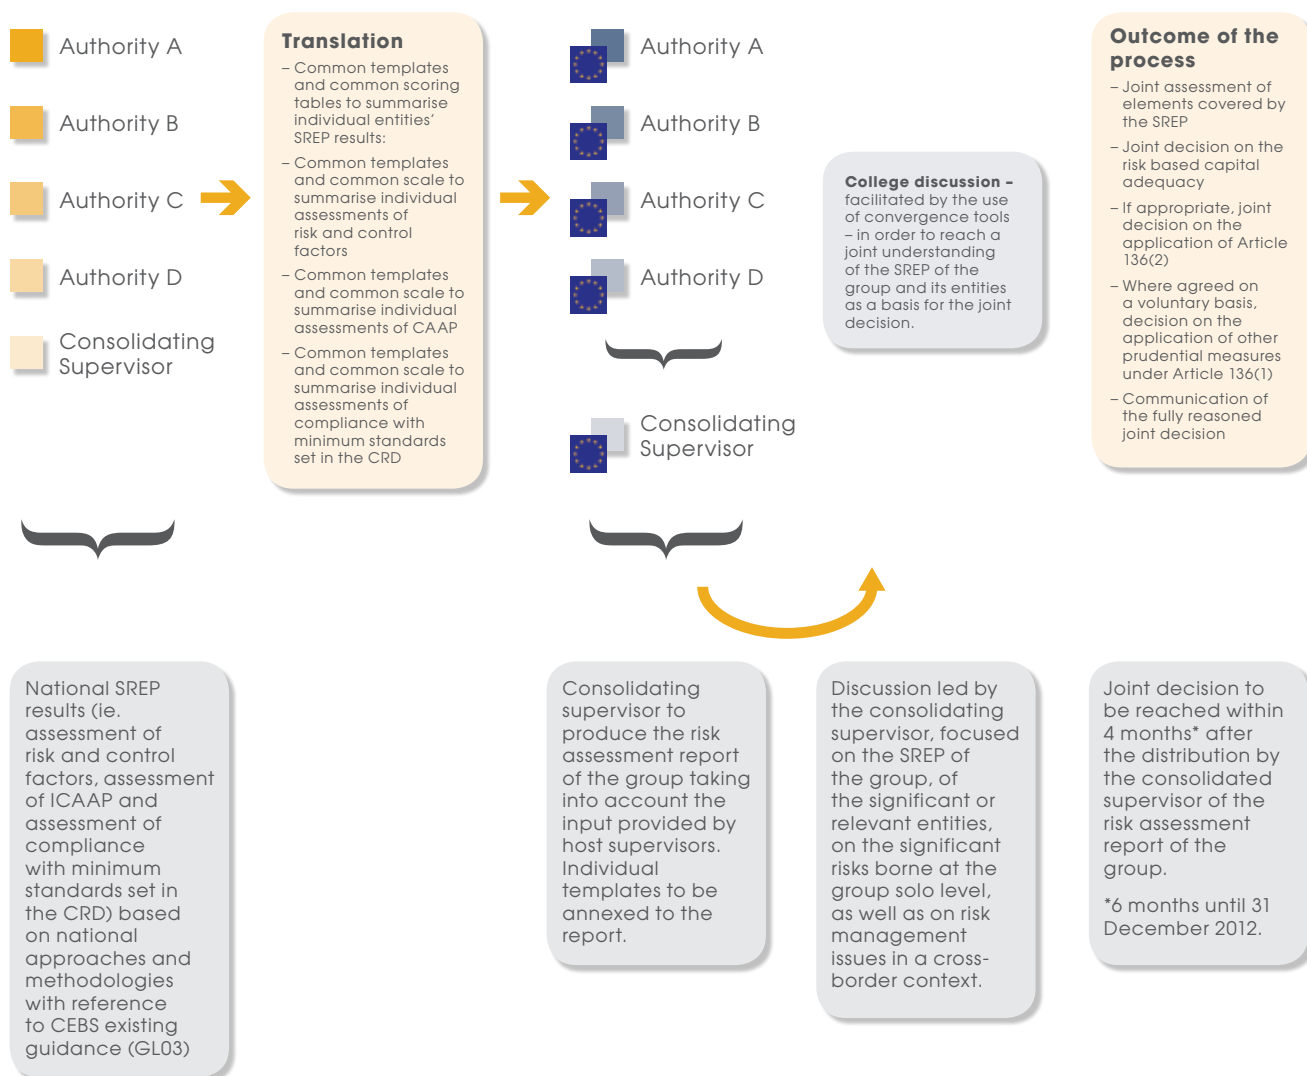 Authority A
Authority B
Authority C
Authority D
Consolidating
Supervisor
Translation
– Common templates
and common scoring
tables to summarise
individual entities’
SREP results:
– Common templates
and common scale to
summarise individual
assessments of
risk and control
factors
– Common templates
and common scale to
summarise individual
assessments of CAAP
– Common templates
and common scale to
summarise individual
assessments of
compliance with
minimum standards
set in the CRD
Authority A
Authority B
Authority C
Authority D
Consolidating
Supervisor
College discussion –
facilitated by the use
of convergence tools
– in order to reach a
joint understanding
of the SREP of the
group and its entities
as a basis for the joint
decision.
Outcome of the
process
– Joint assessment of
elements covered by
the SREP
– Joint decision on the
risk based capital
adequacy
– If appropriate, joint
decision on the
application of Article
136(2)
– Where agreed on
a voluntary basis,
decision on the
application of other
prudential measures
under Article 136(1)
– Communication of
the fully reasoned
joint decision
National SREP
results (ie.
assessment of
risk and control
factors, assessment
of ICAAP and
assessment of
compliance
with minimum
standards set in
the CRD) based
on national
approaches and
methodologies
with reference
to CEBS existing
guidance (GL03)
Consolidating
supervisor to
produce the risk
assessment report
of the group taking
into account the
input provided by
host supervisors.
Individual
templates to be
annexed to the
report.
Discussion led by
the consolidating
supervisor, focused
on the SREP of
the group, of
the significant or
relevant entities,
on the significant
risks borne at the
group solo level,
as well as on risk
management
issues in a cross-
border context.
Joint decision to
be reached within
4 months* after
the distribution by
the consolidated
supervisor of the
risk assessment
report of the
group.
*6 months until 31
December 2012.